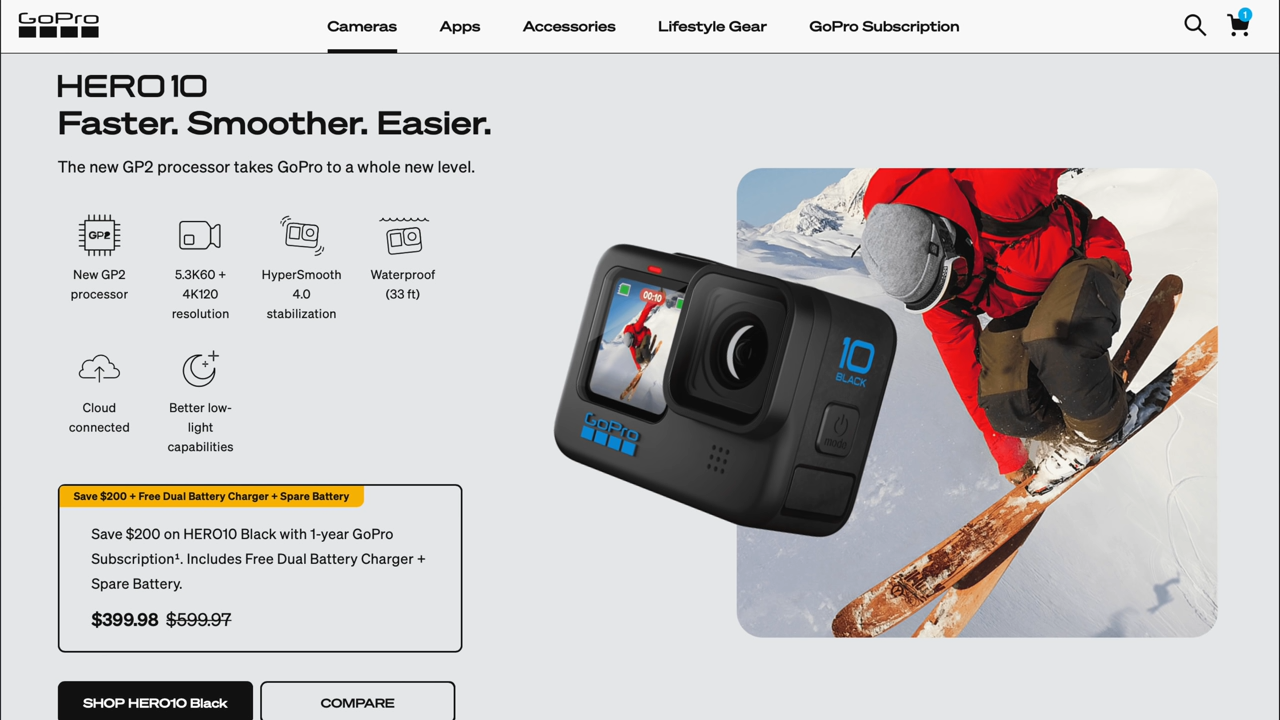 GoPro
Cameras
Apps
Accessories
Lifestyle Gear
GoPro Subscription
1
HERO10
Faster. Smoother. Easier.
The new GP2 processor takes GoPro to a whole new level.
GP2
New GP2
processor
5.3K60 +
4K120
resolution
HyperSmooth
4.0
stabilization
Waterproof
(33 ft)
Cloud
connected
Better low-
light
capabilities
Save $200 + Free Dual Battery Charger + Spare Battery
Save $200 on HERO10 Black with 1-year GoPro
Subscription¹. Includes Free Dual Battery Charger +
Spare Battery.
$399.98 $599.97
SHOP HERO10 Black
COMPARE
00:10
10
BLACK
GoPro
mode